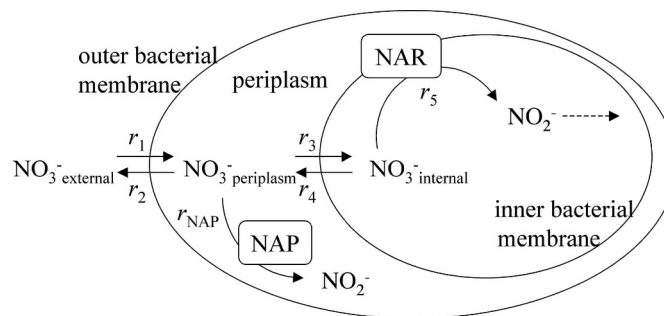 outer bacterial
membrane
periplasm
NAR
r₅
NO₂⁻
r₁
r₃
NO₃⁻external
NO₃⁻periplasm
NO₃⁻internal
r₂
r₄
r_NAP
NAP
NO₂⁻
inner bacterial
membrane